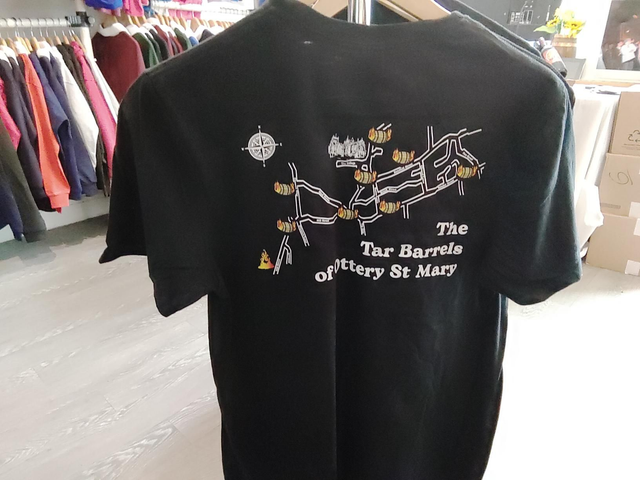 The
Tar Barrels
of Ottery St Mary